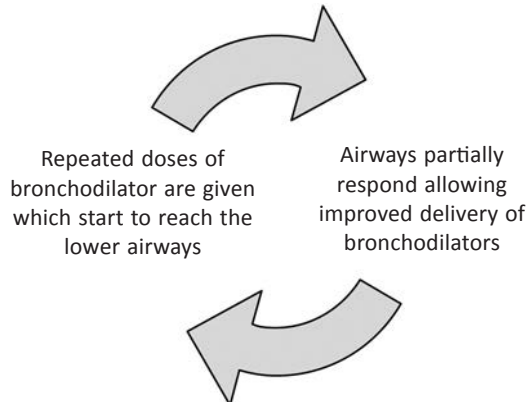 Repeated doses of
bronchodilator are given
which start to reach the
lower airways
Airways partially
respond allowing
improved delivery of
bronchodilators